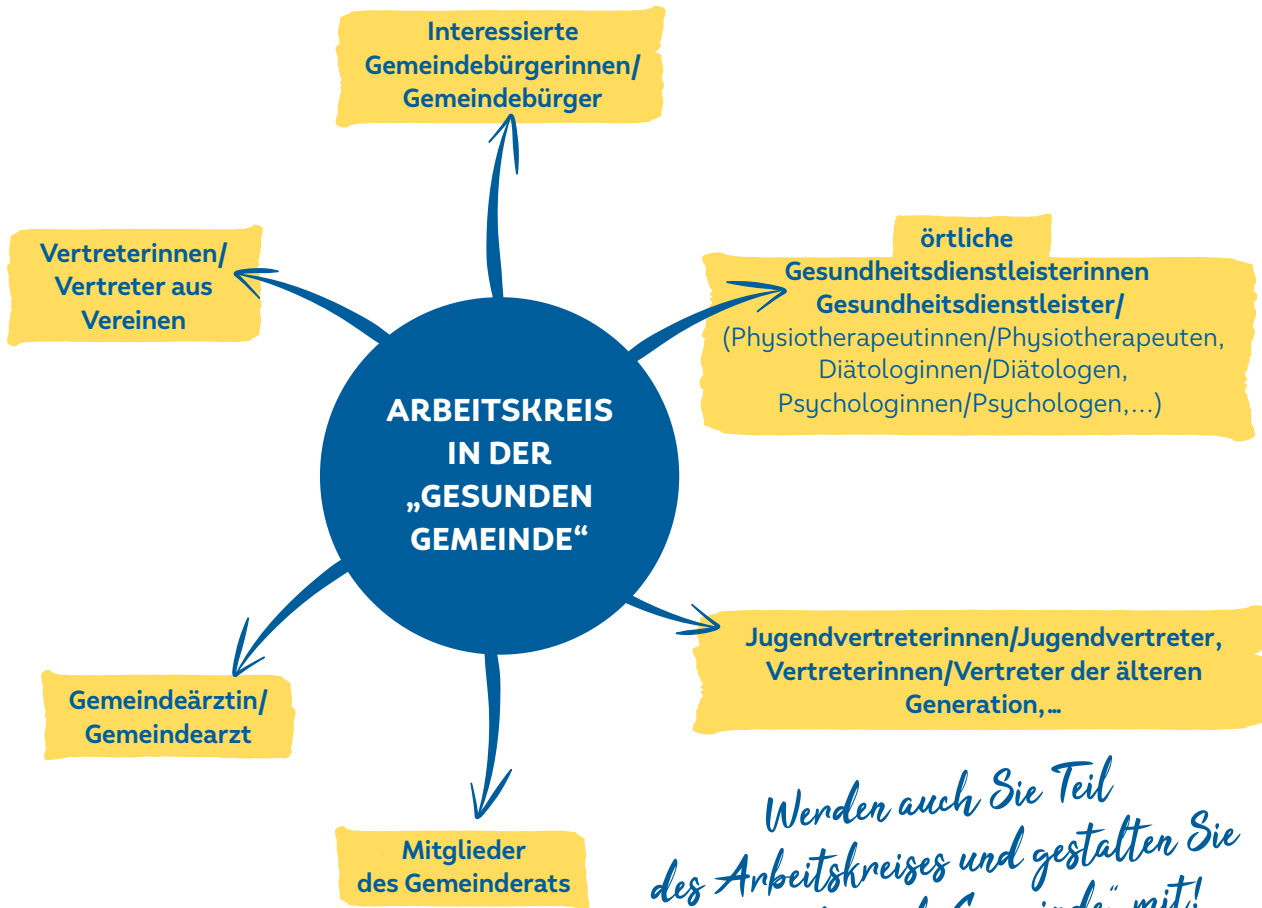 Interessierte
Gemeindebürgerinnen/
Gemeindebürger
Vertreterinnen/
Vertreter aus
Vereinen
örtliche
Gesundheitsdienstleisterinnen
Gesundheitsdienstleister/
(Physiotherapeutinnen/Physiotherapeuten,
Diätologinnen/Diätologen,
Psychologinnen/Psychologen,...)
ARBEITSKREIS
IN DER
„GESUNDEN
GEMEINDE“
Gemeindeärztin/
Gemeindearzt
Jugendvertreterinnen/Jugendvertreter,
Vertreterinnen/Vertreter der älteren
Generation,…
Mitglieder
des Gemeinderats
Werden auch Sie Teil
des Arbeitskreises und gestalten Sie
mit!